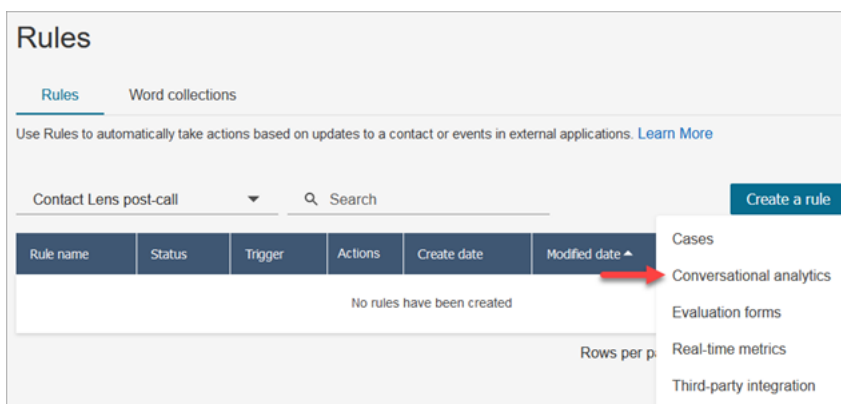 Rules
Rules Word collections
Use Rules to automatically take actions based on updates to a contact or events in external applications. Learn More
Contact Lens post-call Search Create a rule
Rule name Status Trigger Actions Create date Modified date
No rules have been created
Rows per
Cases
Conversational analytics
Evaluation forms
Real-time metrics
Third-party integration